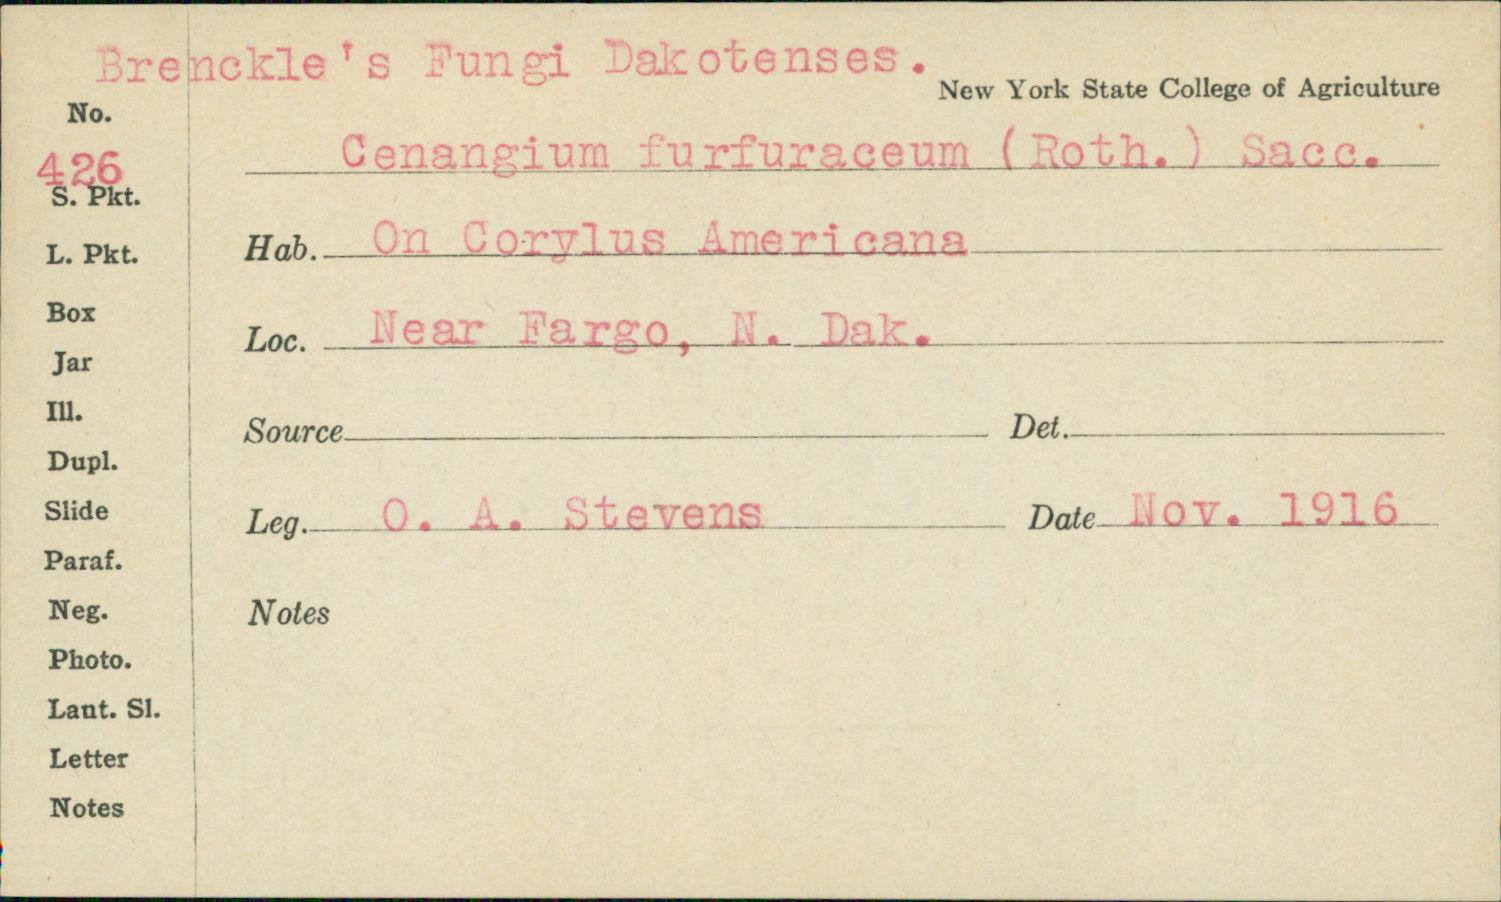 Brenckle's Fungi Dakotenses.
New York State College of Agriculture
No.
426
Cenangium furfuraceum (Roth.) Sacc.
S. Pkt.
L. Pkt.
Hab. On Corylus Americana
Box
Loc. Near Fargo, N. Dak.
Jar
Ill.
Source Det.
Dupl.
Slide
Leg. O. A. Stevens Date Nov. 1916
Paraf.
Neg.
Notes
Photo.
Lant. Sl.
Letter
Notes